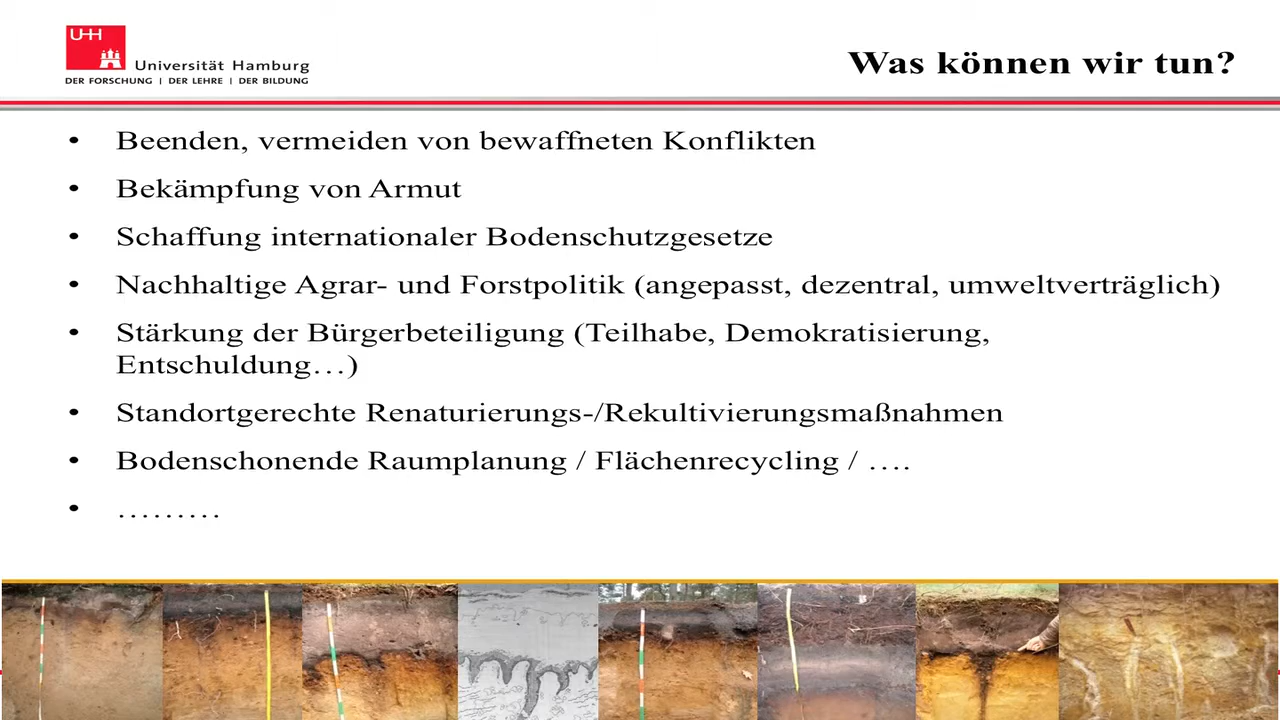 UHH
Universität Hamburg
DER FORSCHUNG | DER LEHRE | DER BILDUNG
Was können wir tun?
• Beenden, vermeiden von bewaffneten Konflikten
• Bekämpfung von Armut
• Schaffung internationaler Bodenschutzgesetze
• Nachhaltige Agrar- und Forstpolitik (angepasst, dezentral, umweltverträglich)
• Stärkung der Bürgerbeteiligung (Teilhabe, Demokratisierung,
Entschuldung…)
• Standortgerechte Renaturierungs-/Rekultivierungsmaßnahmen
• Bodenschonende Raumplanung / Flächenrecycling / ….
• ………